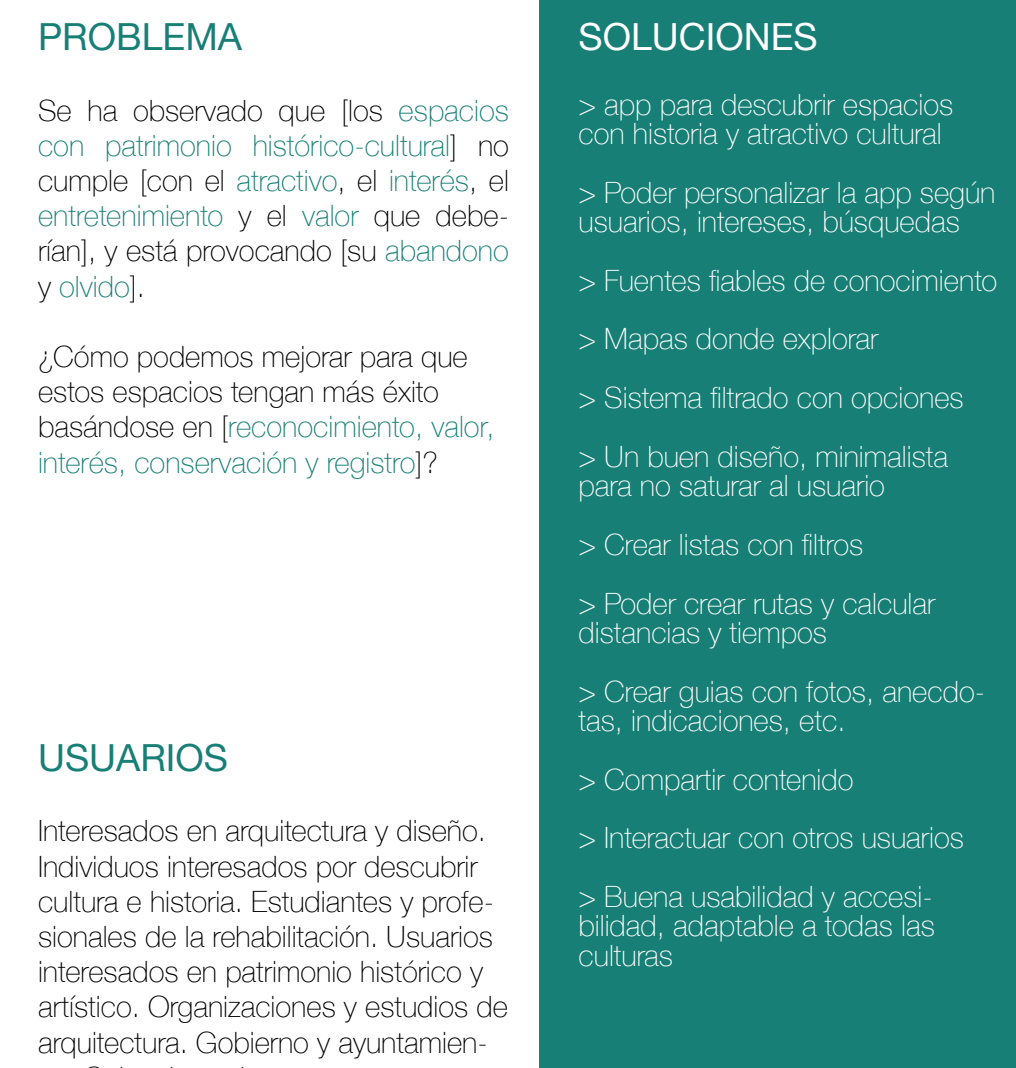 PROBLEMA
Se ha observado que [los espacios
con patrimonio histórico-cultural] no
cumple [con el atractivo, el interés, el
entretenimiento y el valor que debe-
rían], y está provocando [su abandono
y olvido].
¿Cómo podemos mejorar para que
estos espacios tengan más éxito
basándose en [reconocimiento, valor,
interés, conservación y registro]?
USUARIOS
Interesados en arquitectura y diseño.
Individuos interesados por descubrir
cultura e historia. Estudiantes y profe-
sionales de la rehabilitación. Usuarios
interesados en patrimonio histórico y
artístico. Organizaciones y estudios de
arquitectura. Gobierno y ayuntamien-
SOLUCIONES
> app para descubrir espacios
con historia y atractivo cultural
> Poder personalizar la app según
usuarios, intereses, búsquedas
> Fuentes fiables de conocimiento
> Mapas donde explorar
> Sistema filtrado con opciones
> Un buen diseño, minimalista
para no saturar al usuario
> Crear listas con filtros
> Poder crear rutas y calcular
distancias y tiempos
> Crear guias con fotos, anecdo-
tas, indicaciones, etc.
> Compartir contenido
> Interactuar con otros usuarios
> Buena usabilidad y accesi-
bilidad, adaptable a todas las
culturas